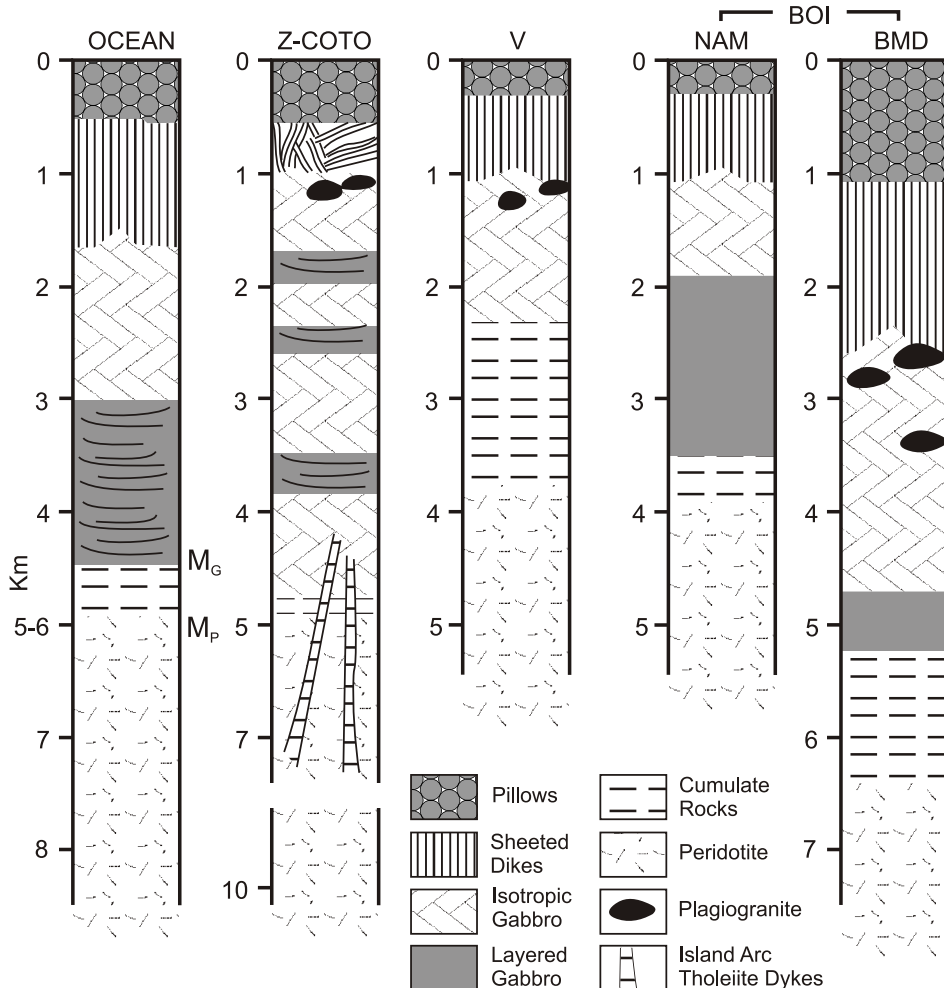 BOI
OCEAN
Z-COTO
V
NAM
BMD
Km
0
1
2
3
4
5-6
7
8
M_G
M_P
0
1
2
3
4
5
7
10
0
1
2
3
4
5
0
1
2
3
4
5
0
1
2
3
4
5
6
7
Pillows
Sheeted
Dikes
Isotropic
Gabbro
Layered
Gabbro
Cumulate
Rocks
Peridotite
Plagiogranite
Island Arc
Tholeiite Dykes